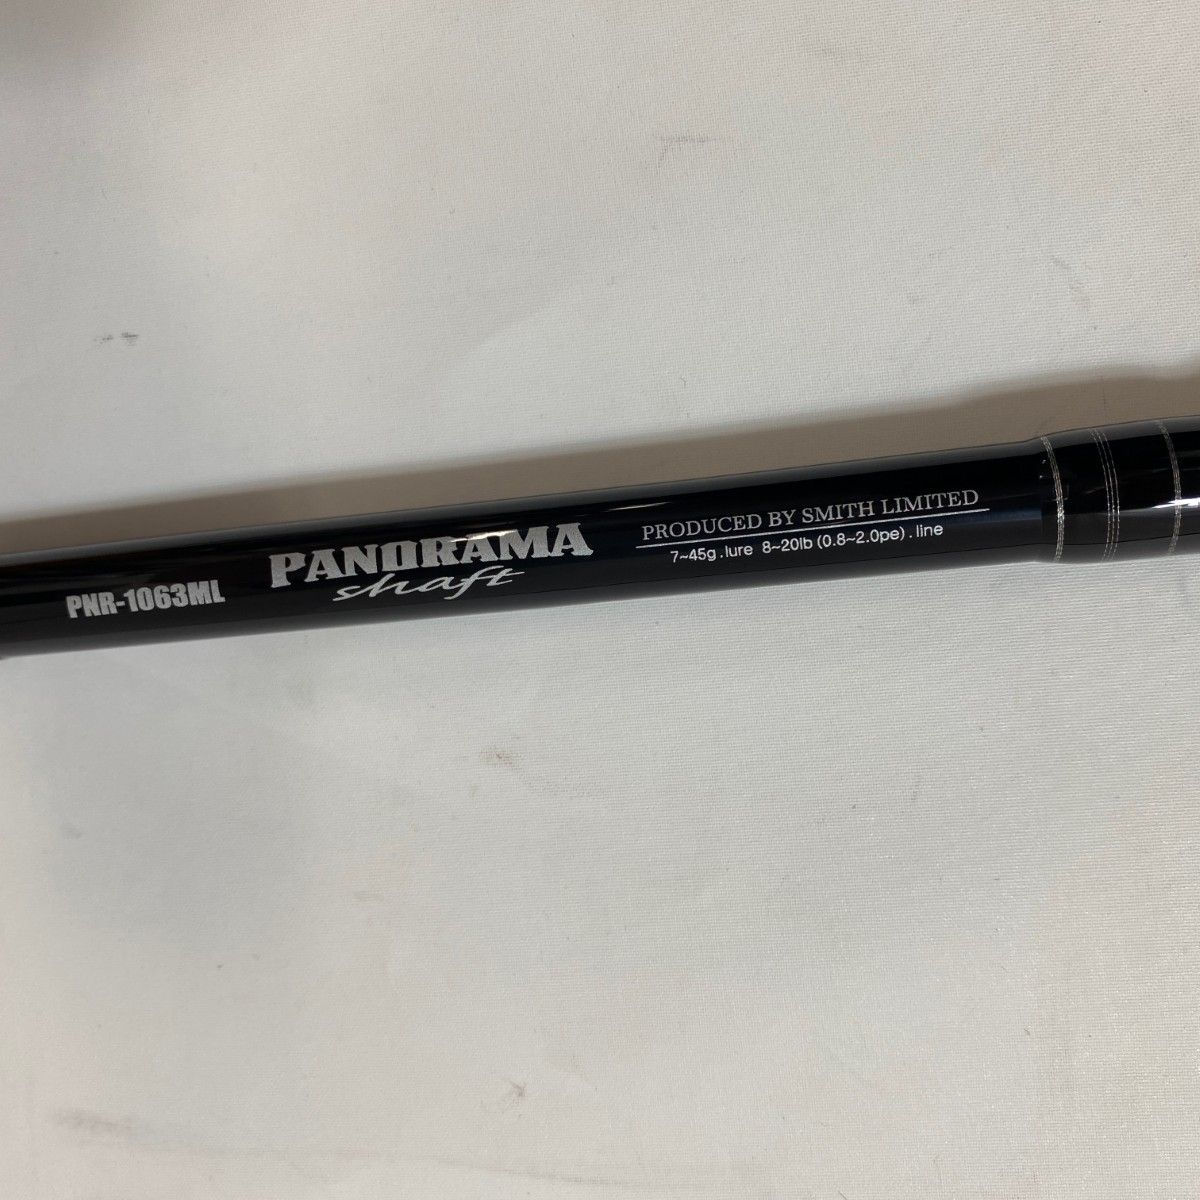 PNR-1063ML
PANORAMA
shaft
PRODUCED BY SMITH LIMITED
7~45g.lure 8~20lb (0.8~2.0pe).line